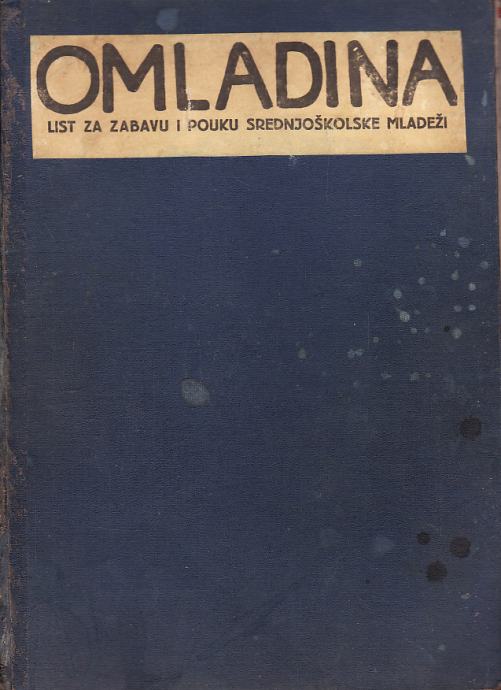 OMLADINA
LIST ZA ZABAVU I POUKU SREDNJOŠKOLSKE MLADEŽI